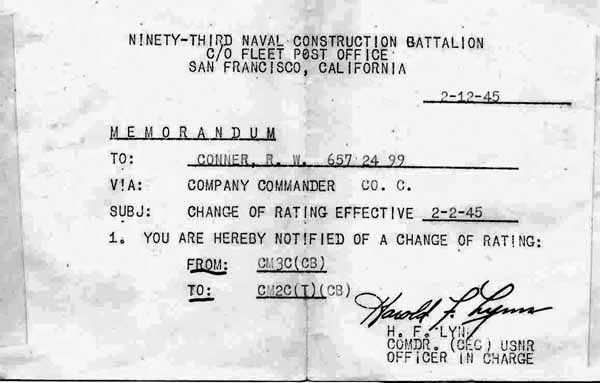 NINETY-THIRD NAVAL CONSTRUCTION BATTALION
C/O FLEET POST OFFICE
SAN FRANCISCO, CALIFORNIA
2-12-45
MEMORANDUM
TO: CONNER, R. W. 657 24 99
VIA: COMPANY COMMANDER CO. C.
SUBJ: CHANGE OF RATING EFFECTIVE 2-2-45
1. YOU ARE HEREBY NOTIFIED OF A CHANGE OF RATING:
FROM: CM3C(CB)
TO: CM2C(T)(CB)
Harold F. Lynn
H. F. LYNN
COMDR. (CEC) USNR
OFFICER IN CHARGE